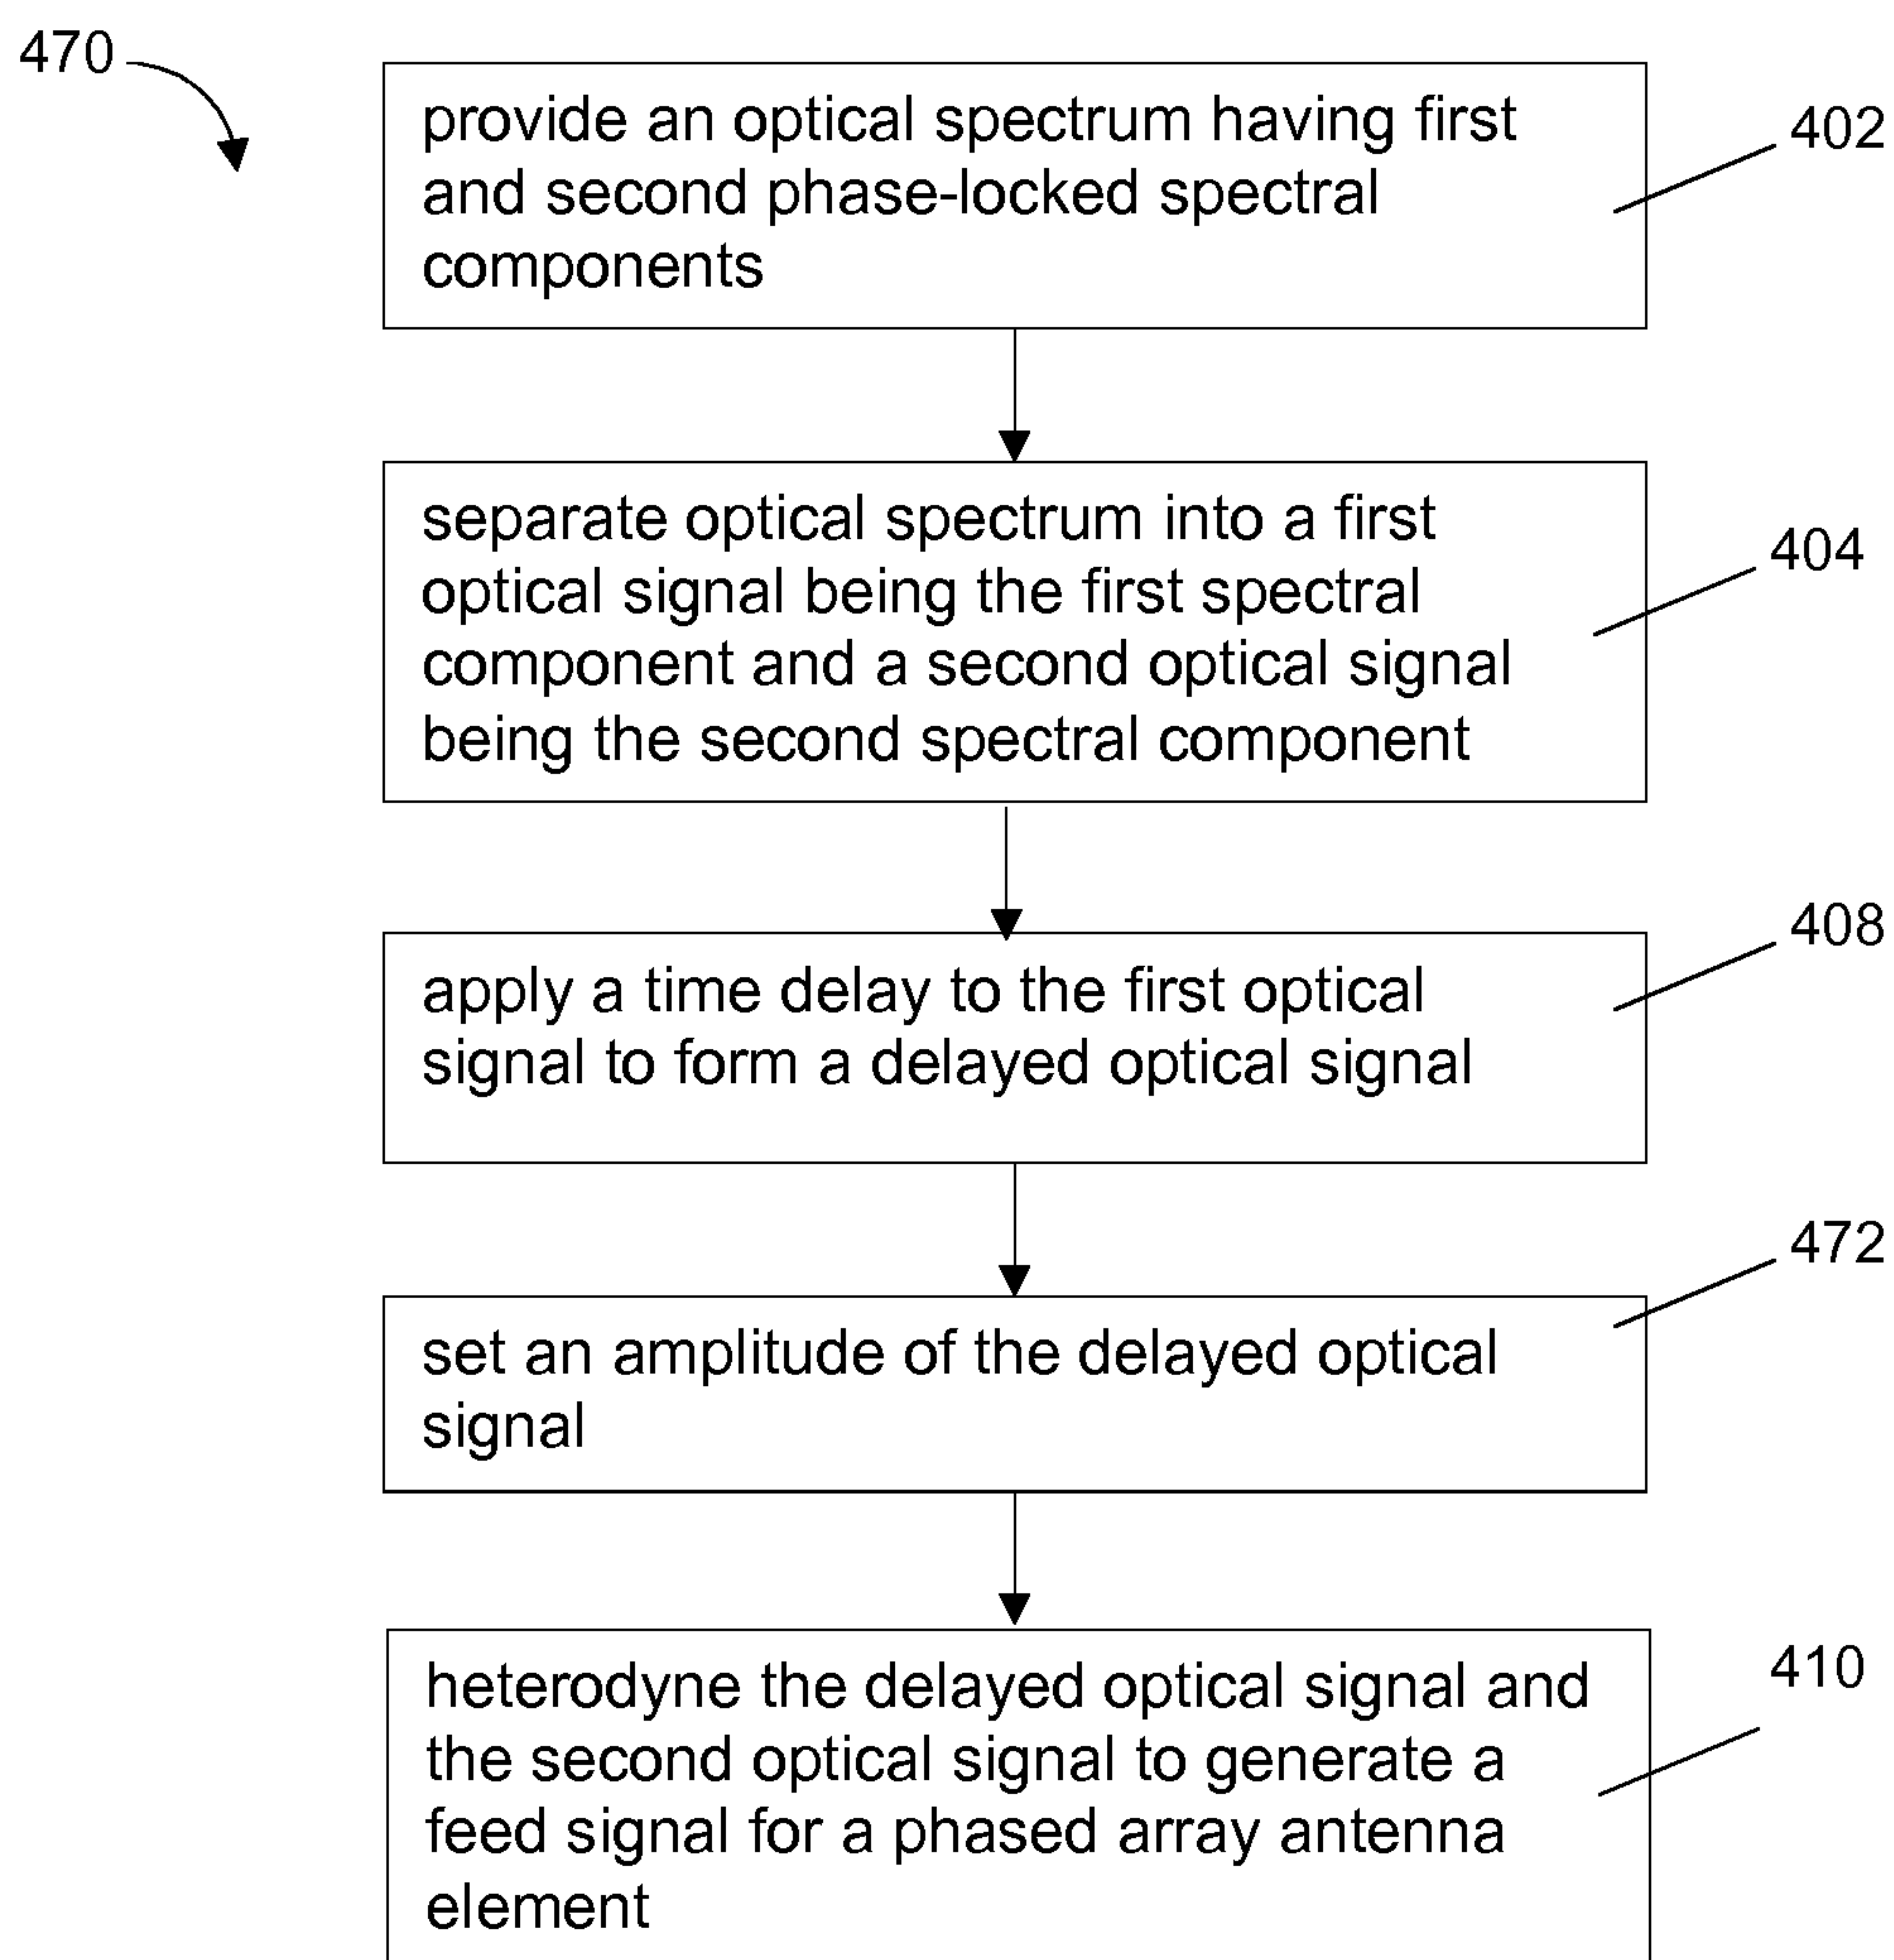 470
provide an optical spectrum having first
and second phase-locked spectral
components
402
separate optical spectrum into a first
optical signal being the first spectral
component and a second optical signal
being the second spectral component
404
apply a time delay to the first optical
signal to form a delayed optical signal
408
set an amplitude of the delayed optical
signal
472
heterodyne the delayed optical signal and
the second optical signal to generate a
feed signal for a phased array antenna
element
410